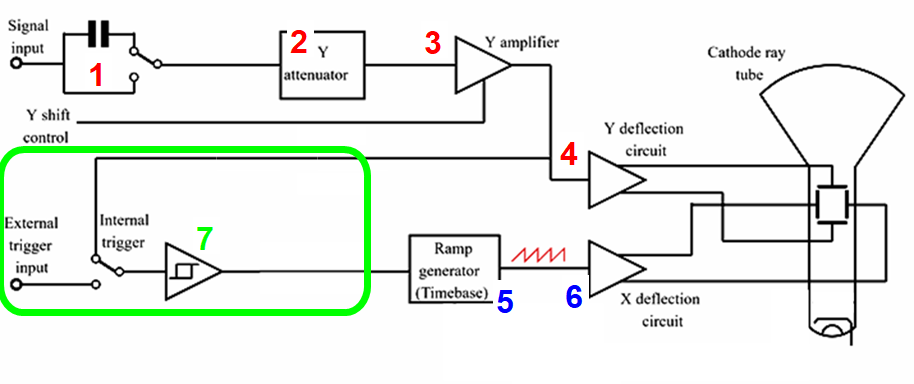 Signal
input
1
2
Y
attenuator
3
Y amplifier
Cathode ray
tube
Y shift
control
4
Y deflection
circuit
External
trigger
input
Internal
trigger
7
Ramp
generator
(Timebase)
5
6
X deflection
circuit